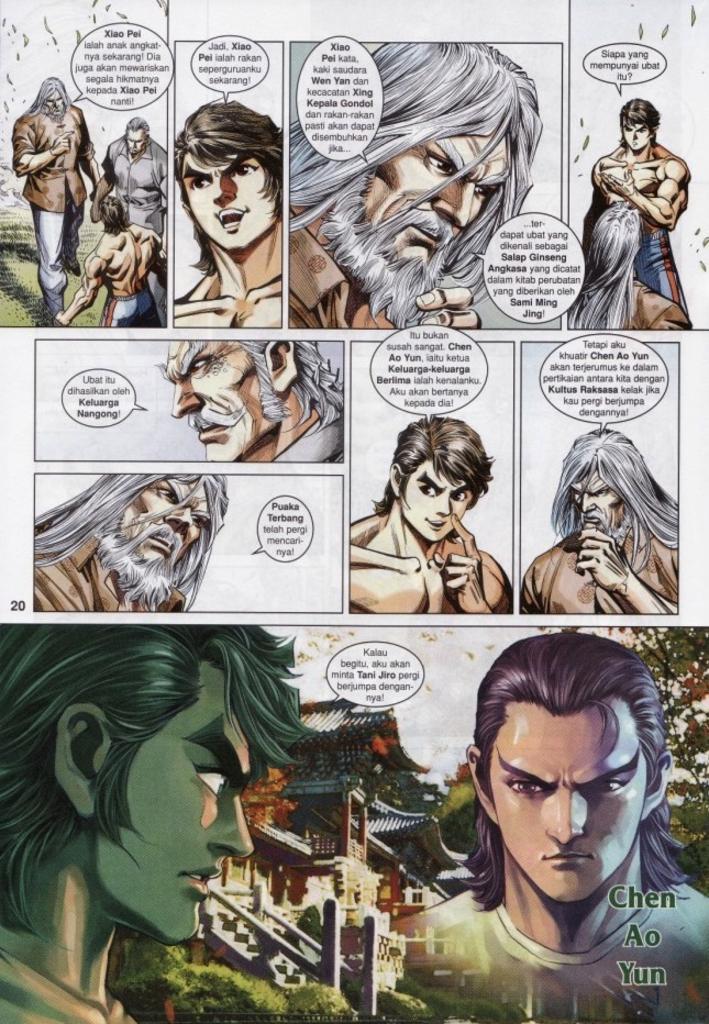 Xiao Pei
ialah anak angkat-
nya sekarang! Dia
juga akan mewariskan
segala hikmatnya
kepada Xiao Pei
nanti!
Jadi, Xiao
Pei ialah rakan
seperguruanku
sekarang!
Xiao
Pei kata,
kaki saudara
Wen Yan dan
kecacatan Xing
Kepala Gondol
dan rakan-rakan
pasti akan dapat
disembuhkan
jika...
...ter-
dapat ubat yang
dikenali sebagai
Salap Ginseng
Angkasa yang dicatat
dalam kitab perubatan
yang diberikan oleh
Sami Ming
Jing!
Siapa yang
mempunyai ubat
itu?
Ubat itu
dihasilkan oleh
Keluarga
Nangong!
Puaka
Terbang
telah pergi
mencari-
nya!
Itu bukan
susah sangat. Chen
Ao Yun, iaitu ketua
Keluarga-keluarga
Berlima ialah kenalanku.
Aku akan bertanya
kepada dia!
Tetapi aku
khuatir Chen Ao Yun
akan terjerumus ke dalam
pertikaian antara kita dengan
Kultus Raksasa kelak jika
kau pergi berjumpa
dengannya!
20
Kalau
begitu, aku akan
minta Tani Jiro pergi
berjumpa dengan-
nya!
Chen
Ao
Yun